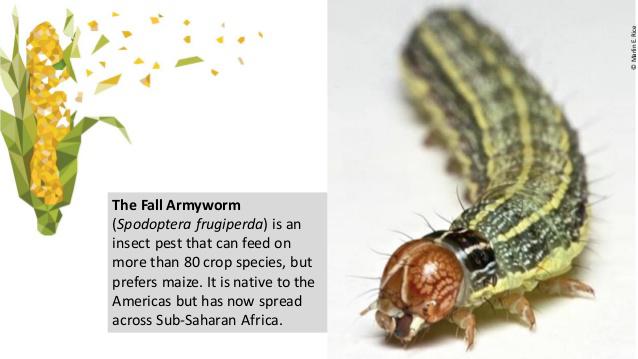 The Fall Armyworm
(Spodoptera frugiperda) is an
insect pest that can feed on
more than 80 crop species, but
prefers maize. It is native to the
Americas but has now spread
across Sub-Saharan Africa.
© Marlin E. Rice